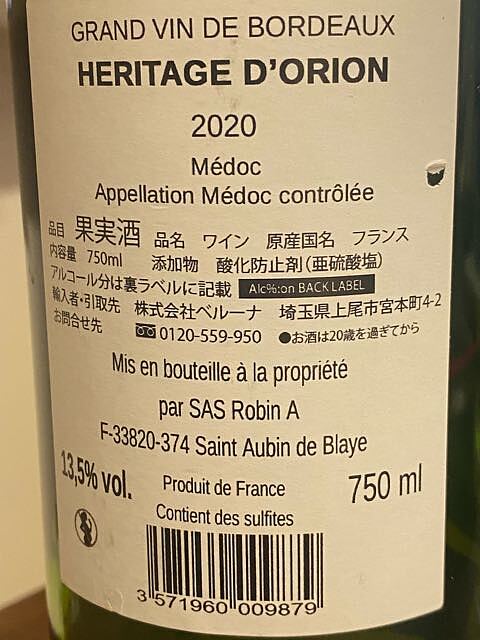 GRAND VIN DE BORDEAUX
HERITAGE D'ORION
2020
Médoc
Appellation Médoc contrôlée
品目 果実酒 品名 ワイン 原産国名 フランス
内容量 750ml 添加物 酸化防止剤(亜硫酸塩)
アルコール分は裏ラベルに記載 Alc%:on BACK LABEL
輸入者・引取先 株式会社ベルーナ 埼玉県上尾市宮本町4-2
お問合せ先 0120-559-950 ●お酒は20歳を過ぎてから
Mis en bouteille à la propriété
par SAS Robin A
F-33820-374 Saint Aubin de Blaye
13,5% vol. Produit de France 750 ml
Contient des sulfites
3 571960 009879